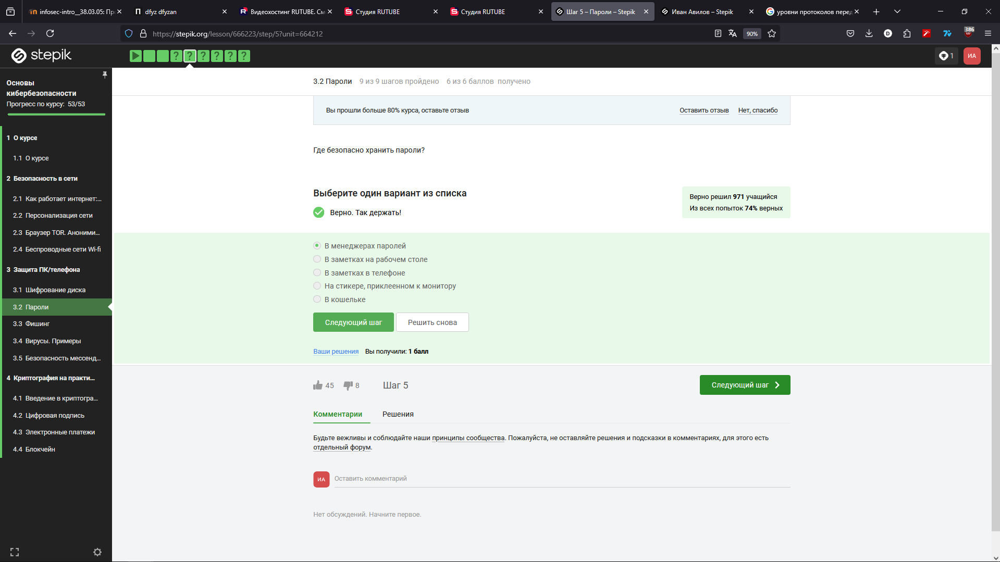 infosec-intro__38.03.05: Пр
dfyz dfyzan
Видеохостинг RUTUBE. См
Студия RUTUBE
Студия RUTUBE
Шаг 5 – Пароли – Stepik
Иван Авилов – Stepik
уровни протоколов перед
https://stepik.org/lesson/666223/step/5?unit=664212
90%
386
stepik
? ? ? ? ? ?
1
ИА
Основы
кибербезопасности
Прогресс по курсу: 53/53
1 О курсе
1.1 О курсе
2 Безопасность в сети
2.1 Как работает интернет:...
2.2 Персонализация сети
2.3 Браузер TOR. Аноними...
2.4 Беспроводные сети Wi-fi
3 Защита ПК/телефона
3.1 Шифрование диска
3.2 Пароли
3.3 Фишинг
3.4 Вирусы. Примеры
3.5 Безопасность мессенд...
4 Криптография на практи...
4.1 Введение в криптогра...
4.2 Цифровая подпись
4.3 Электронные платежи
4.4 Блокчейн
3.2 Пароли 9 из 9 шагов пройдено 6 из 6 баллов получено
Вы прошли больше 80% курса, оставьте отзыв
Оставить отзыв Нет, спасибо
Где безопасно хранить пароли?
Выберите один вариант из списка
Верно. Так держать!
Верно решил 971 учащийся
Из всех попыток 74% верных
В менеджерах паролей
В заметках на рабочем столе
В заметках в телефоне
На стикере, приклеенном к монитору
В кошельке
Следующий шаг
Решить снова
Ваши решения Вы получили: 1 балл
45 8 Шаг 5
Следующий шаг
Комментарии Решения
Будьте вежливы и соблюдайте наши принципы сообщества. Пожалуйста, не оставляйте решения и подсказки в комментариях, для этого есть
отдельный форум.
ИА
Оставить комментарий
Нет обсуждений. Начните первое.